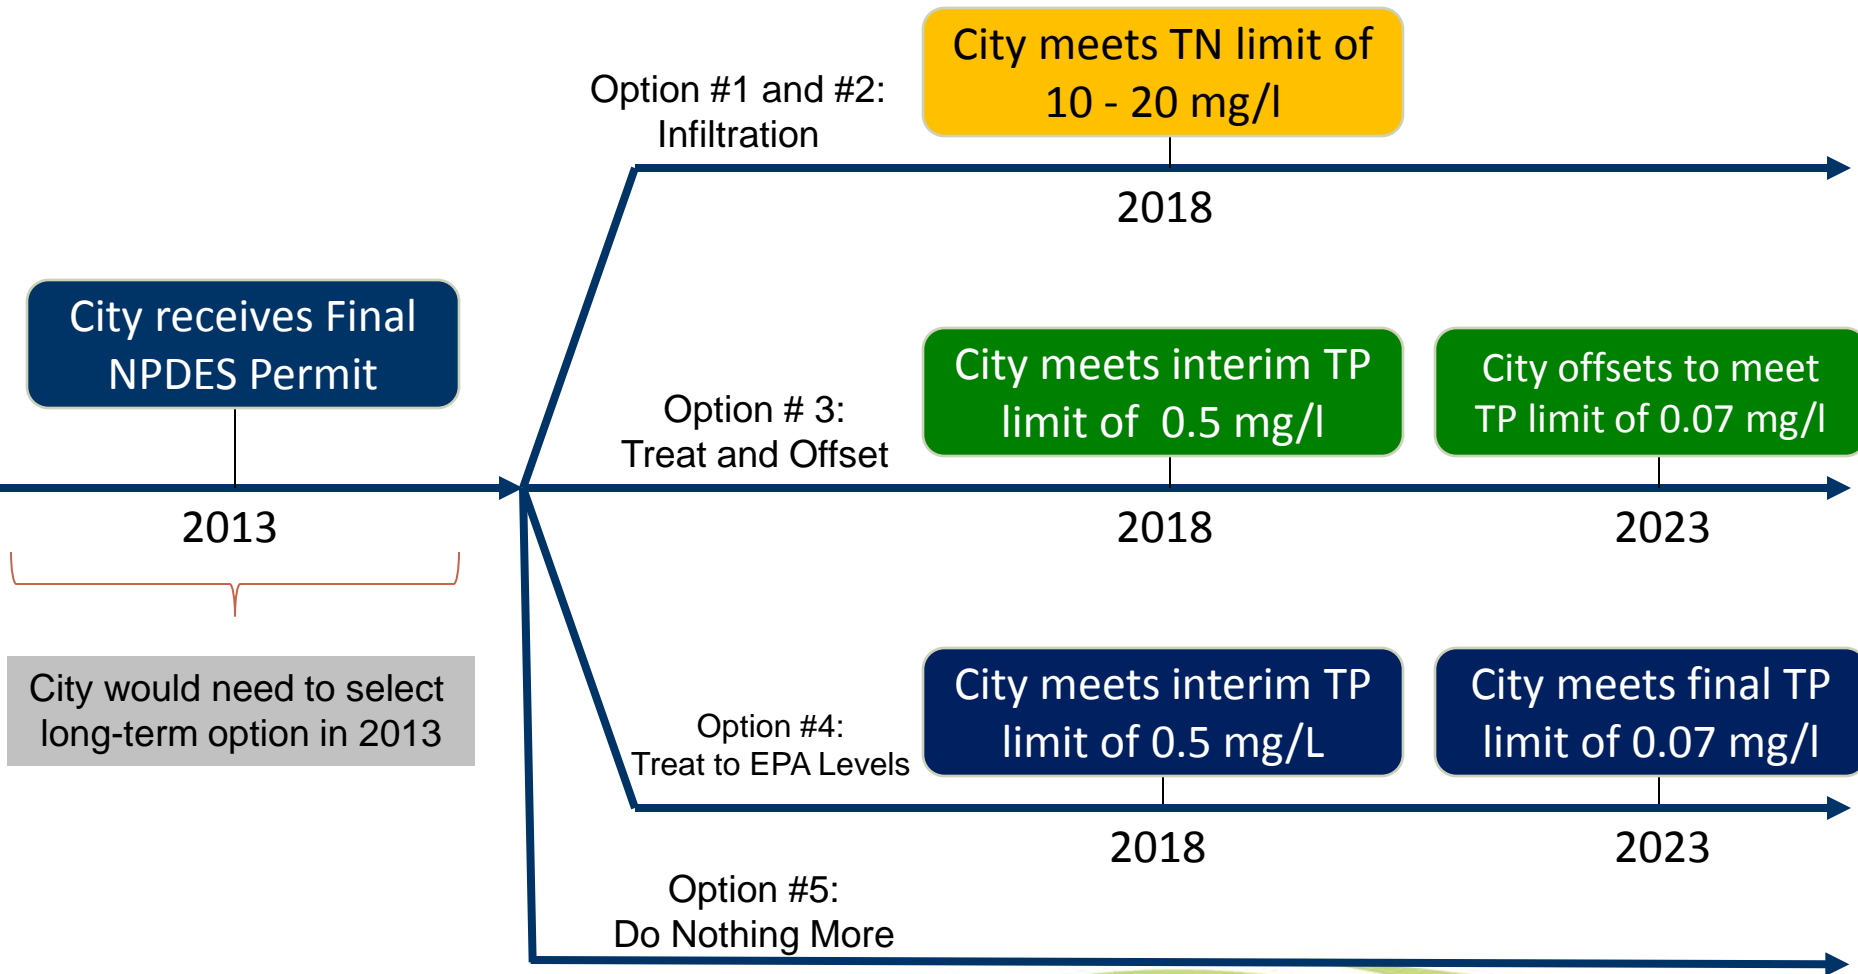 City meets TN limit of
10 - 20 mg/l
Option #1 and #2:
Infiltration
2018
City receives Final
NPDES Permit
2013
City would need to select
long-term option in 2013
Option # 3:
Treat and Offset
City meets interim TP
limit of  0.5 mg/l
2018
City offsets to meet
TP limit of 0.07 mg/l
2023
Option #4:
Treat to EPA Levels
City meets interim TP
limit of 0.5 mg/L
2018
City meets final TP
limit of 0.07 mg/l
2023
Option #5:
Do Nothing More